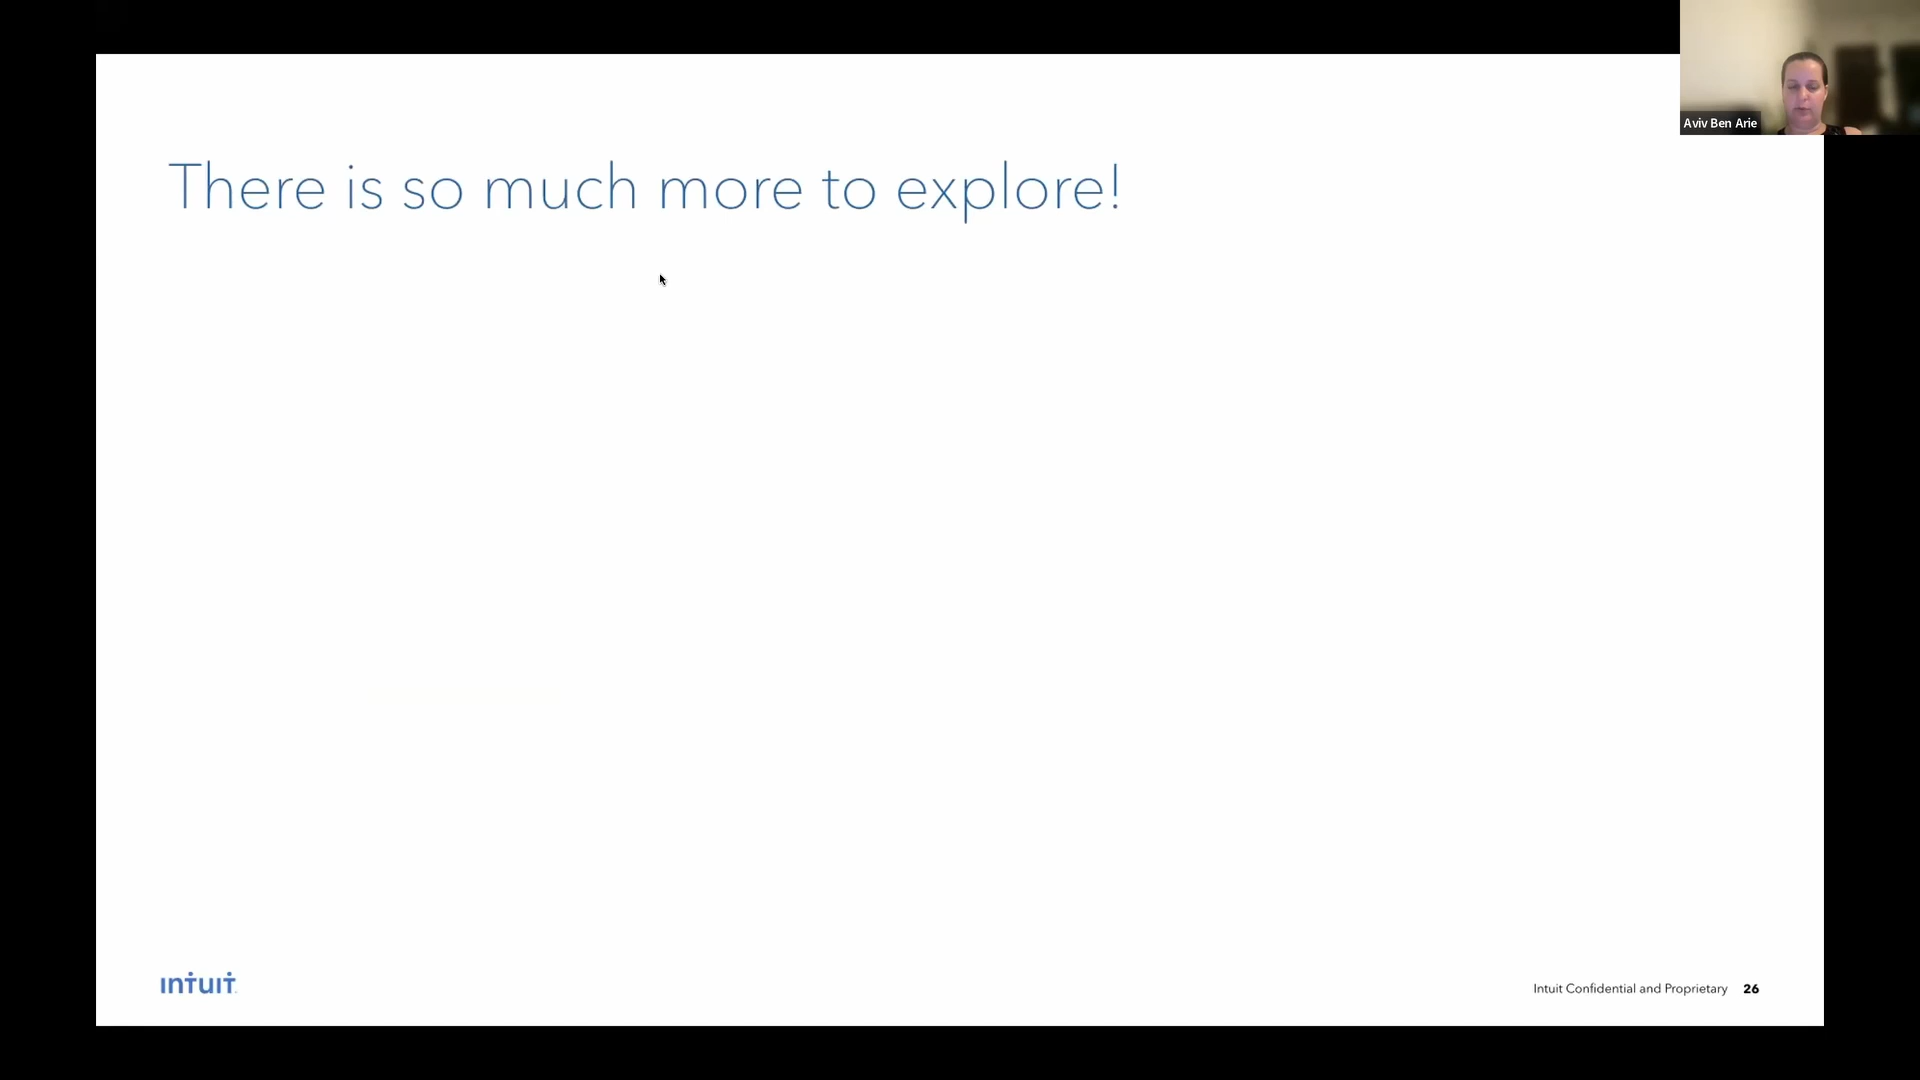 Aviv Ben Arie
There is so much more to explore!
intuit
Intuit Confidential and Proprietary 26